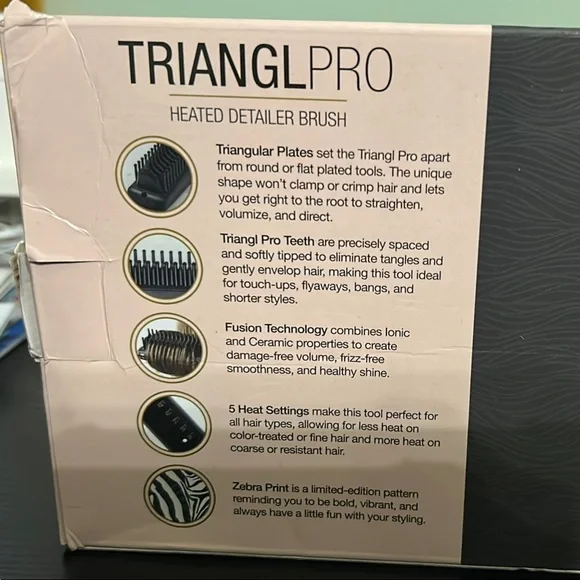 TRIANGLPRO
HEATED DETAILER BRUSH
Triangular Plates set the Triangl Pro apart
from round or flat plated tools. The unique
shape won't clamp or crimp hair and lets
you get right to the root to straighten,
volumize, and direct.
Triangl Pro Teeth are precisely spaced
and softly tipped to eliminate tangles and
gently envelop hair, making this tool ideal
for touch-ups, flyaways, bangs, and
shorter styles.
Fusion Technology combines Ionic
and Ceramic properties to create
damage-free volume, frizz-free
smoothness, and healthy shine.
5 Heat Settings make this tool perfect for
all hair types, allowing for less heat on
color-treated or fine hair and more heat on
coarse or resistant hair.
Zebra Print is a limited-edition pattern
reminding you to be bold, vibrant, and
always have a little fun with your styling.